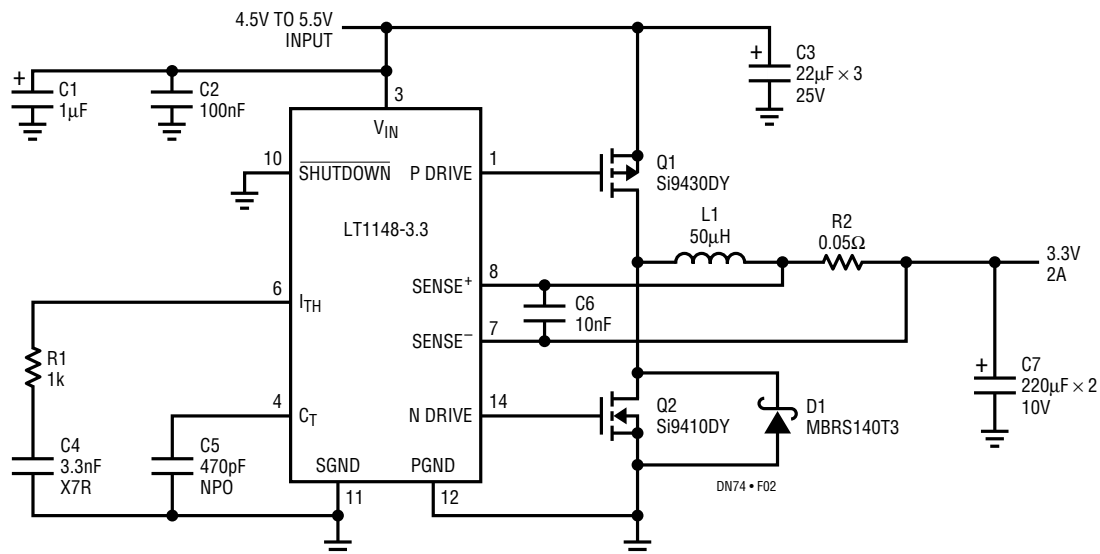 4.5V TO 5.5V
INPUT
+
C1
1µF
C2
100nF
3
VIN
+
C3
22µF × 3
25V
10
SHUTDOWN
P DRIVE
1
Q1
Si9430DY
LT1148-3.3
L1
50µH
R2
0.05Ω
3.3V
2A
SENSE+
8
C6
10nF
SENSE−
7
6
ITH
R1
1k
+
C7
220µF × 2
10V
4
CT
N DRIVE
14
Q2
Si9410DY
D1
MBRS140T3
C4
3.3nF
X7R
C5
470pF
NPO
SGND
PGND
11
12
DN74 • F02